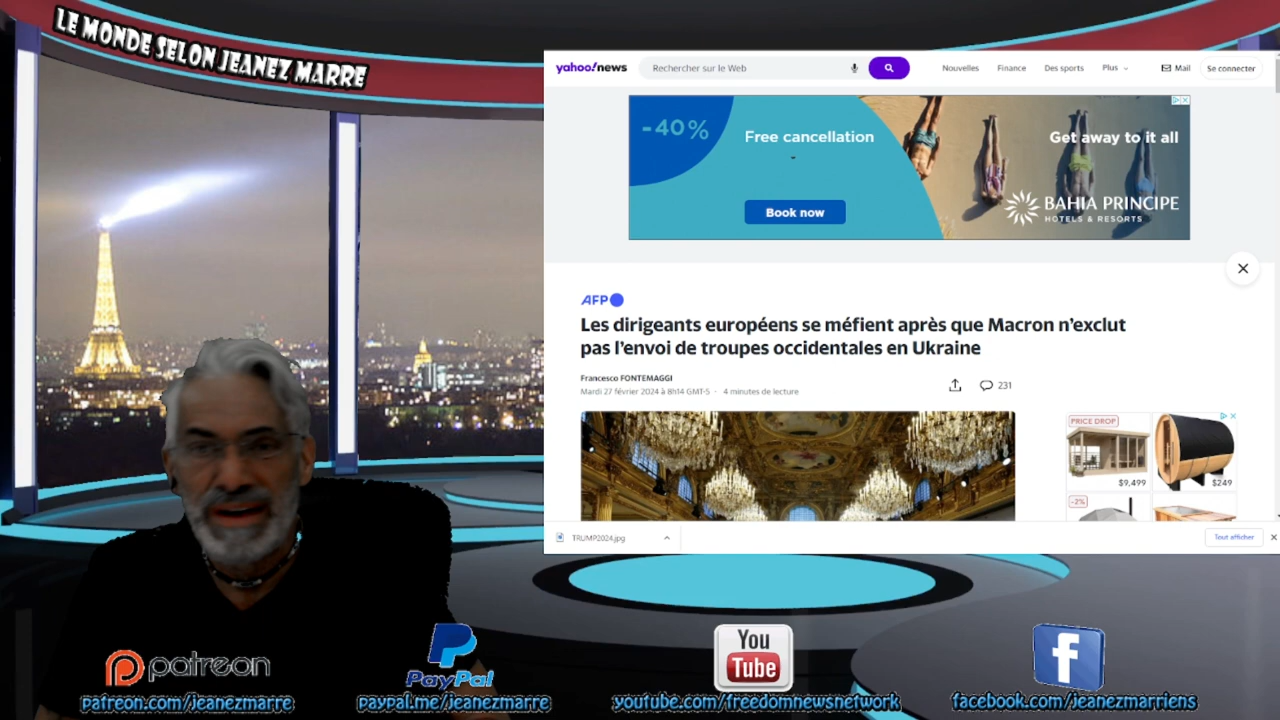 LE MONDE SELON JEANEZ MARRE
yahoo!news
Rechercher sur le Web
Nouvelles
Finance
Des sports
Plus
Mail
Se connecter
-40%
Free cancellation
Get away to it all
Book now
BAHIA PRINCIPE
HOTELS & RESORTS
AFP
Les dirigeants européens se méfient après que Macron n'exclut
pas l'envoi de troupes occidentales en Ukraine
Francesco FONTEMAGGI
Mardi 27 février 2024 à 8h14 GMT-5 · 4 minutes de lecture
231
PRICE DROP
$9,499
$249
-2%
TRUMP2024.jpg
Tout afficher
patreon
PayPal
You
Tube
f
patreon.com/jeanezmarre
paypal.me/jeanezmarre
youtube.com/freedomnewsnetwork
facebook.com/jeanezmarriens